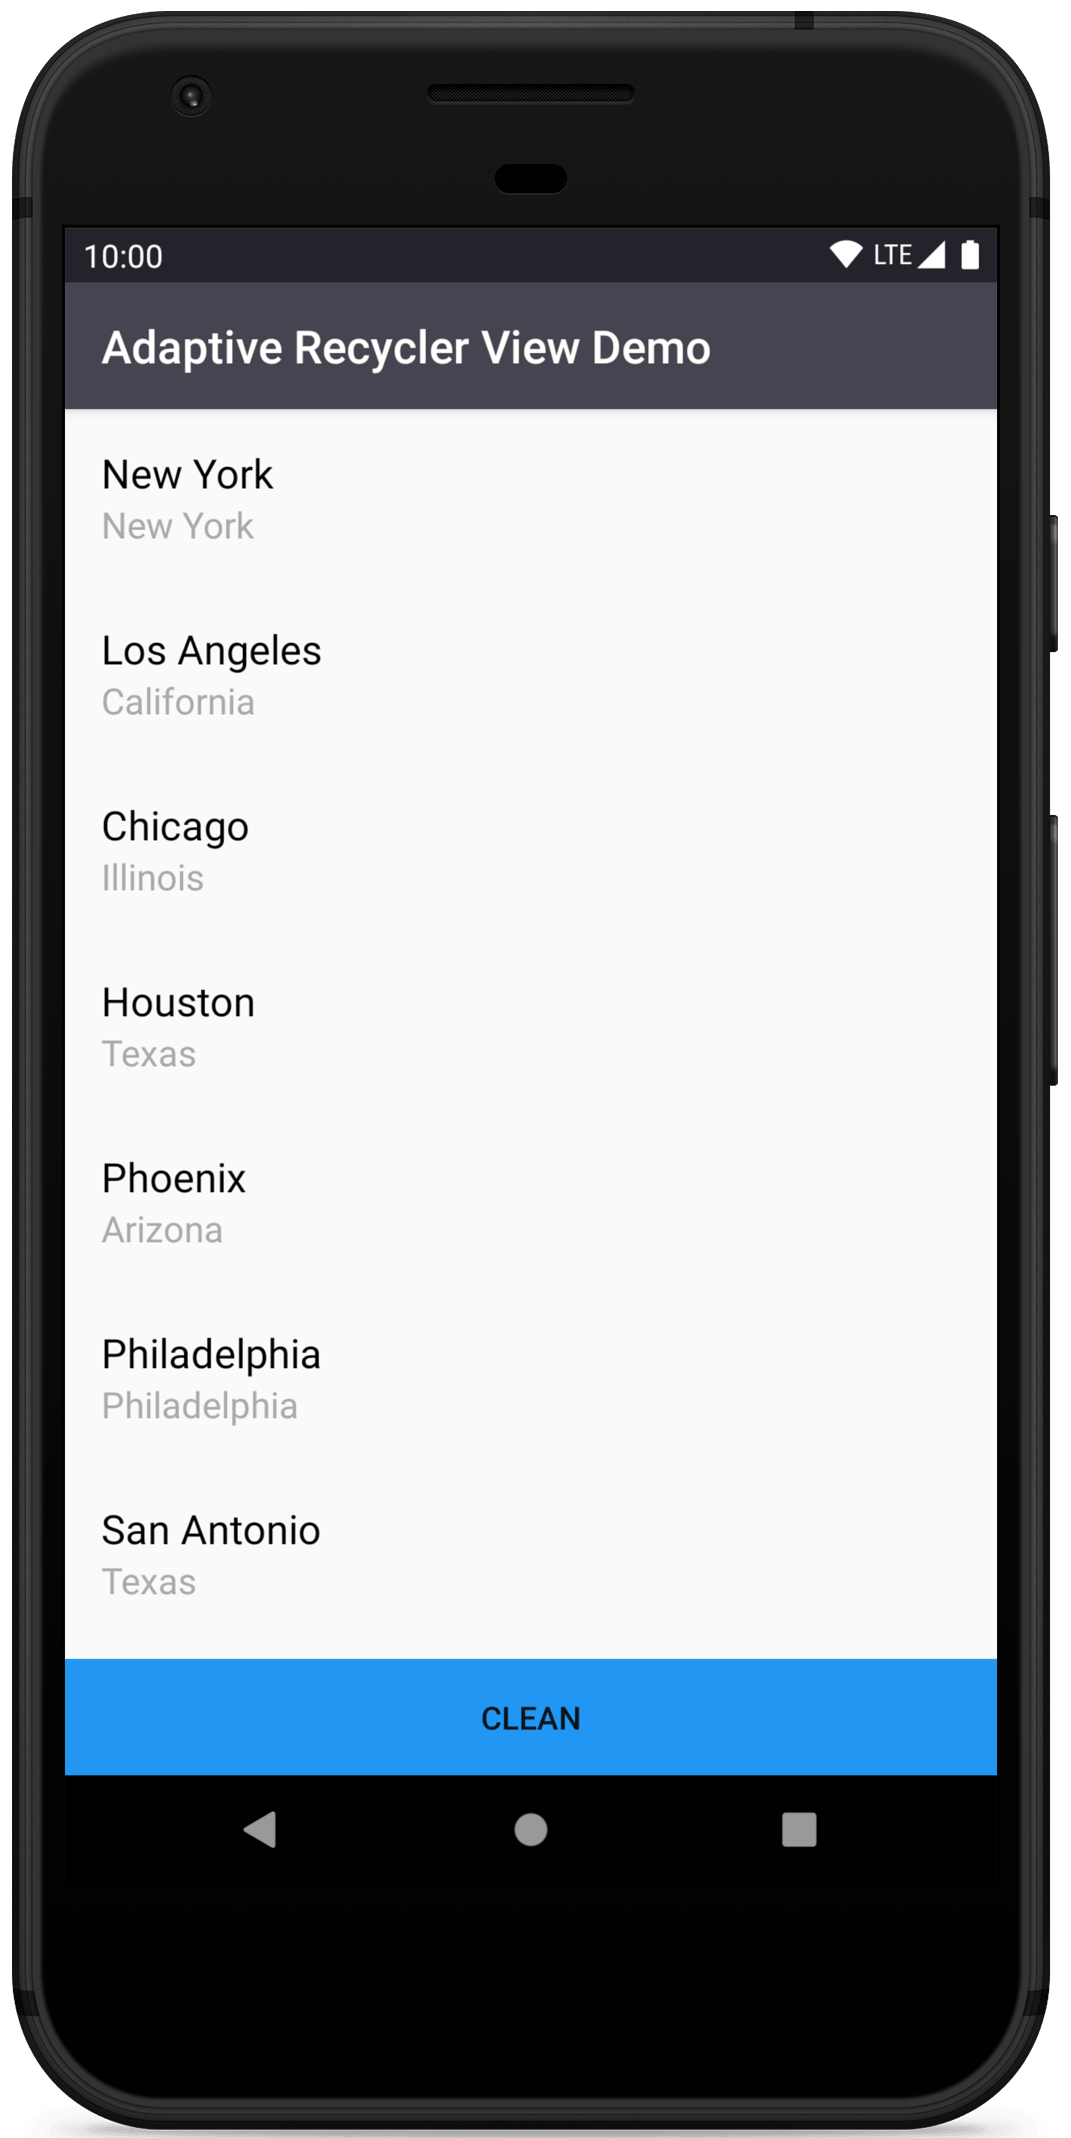 10:00 LTE
Adaptive Recycler View Demo
New York
New York
Los Angeles
California
Chicago
Illinois
Houston
Texas
Phoenix
Arizona
Philadelphia
Philadelphia
San Antonio
Texas
CLEAN